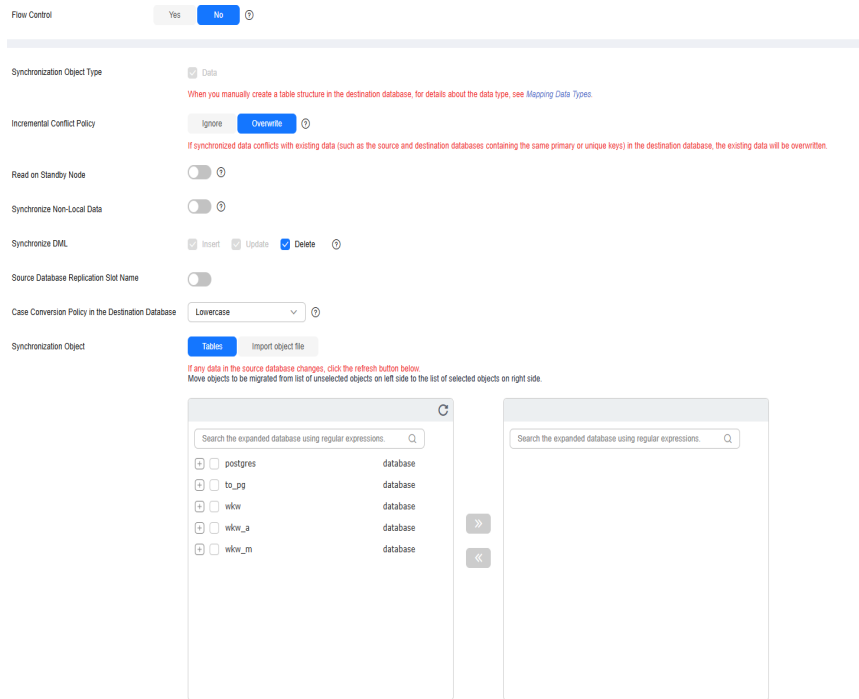 Flow Control Yes No
Synchronization Object Type Data
When you manually create a table structure in the destination database, for details about the data type, see Mapping Data Types.
Incremental Conflict Policy Ignore Overwrite
If synchronized data conflicts with existing data (such as the source and destination databases containing the same primary or unique keys) in the destination database, the existing data will be overwritten.
Read on Standby Node
Synchronize Non-Local Data
Synchronize DML Insert Update Delete
Source Database Replication Slot Name
Case Conversion Policy in the Destination Database Lowercase
Synchronization Object Tables Import object file
If any data in the source database changes, click the refresh button below.
Move objects to be migrated from list of unselected objects on left side to the list of selected objects on right side.
Search the expanded database using regular expressions. Search the expanded database using regular expressions.
postgres database
to_pg database
wkw database
wkw_a database
wkw_m database